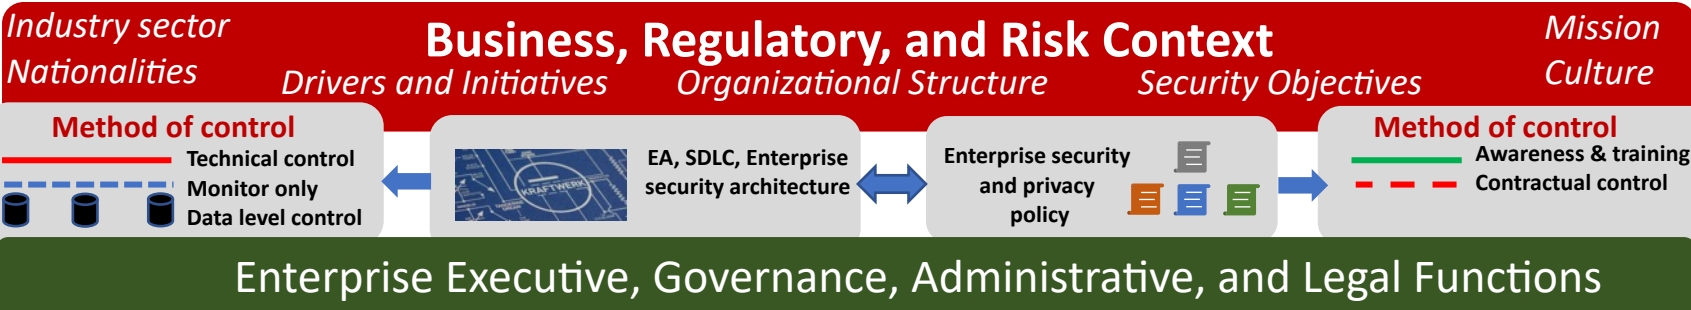 Industry sector
Nationalities
Business, Regulatory, and Risk Context
Drivers and Initiatives
Organizational Structure
Security Objectives
Mission
Culture
Method of control
Technical control
Monitor only
Data level control
KRAFTWERK
EA, SDLC, Enterprise
security architecture
Enterprise security
and privacy
policy
Method of control
Awareness & training
Contractual control
Enterprise Executive, Governance, Administrative, and Legal Functions